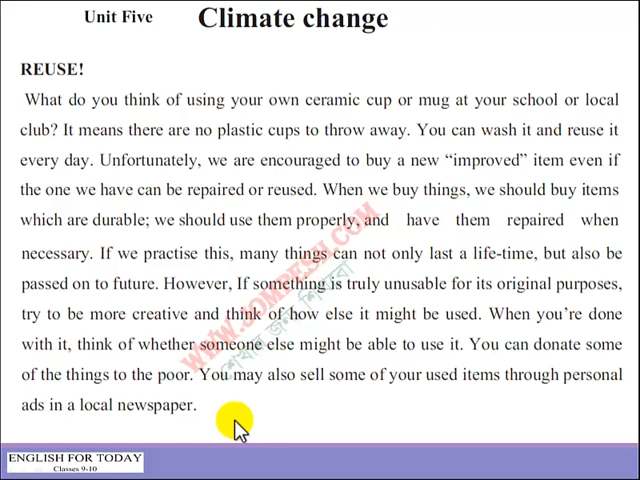 Unit Five
Climate change
REUSE!
What do you think of using your own ceramic cup or mug at your school or local
club? It means there are no plastic cups to throw away. You can wash it and reuse it
every day. Unfortunately, we are encouraged to buy a new “improved” item even if
the one we have can be repaired or reused. When we buy things, we should buy items
which are durable; we should use them properly, and have them repaired when
necessary. If we practise this, many things can not only last a life-time, but also be
passed on to future. However, If something is truly unusable for its original purposes,
try to be more creative and think of how else it might be used. When you’re done
with it, think of whether someone else might be able to use it. You can donate some
of the things to the poor. You may also sell some of your used items through personal
ads in a local newspaper.
WWW.JOMPESH.COM
ENGLISH FOR TODAY
Classes 9-10